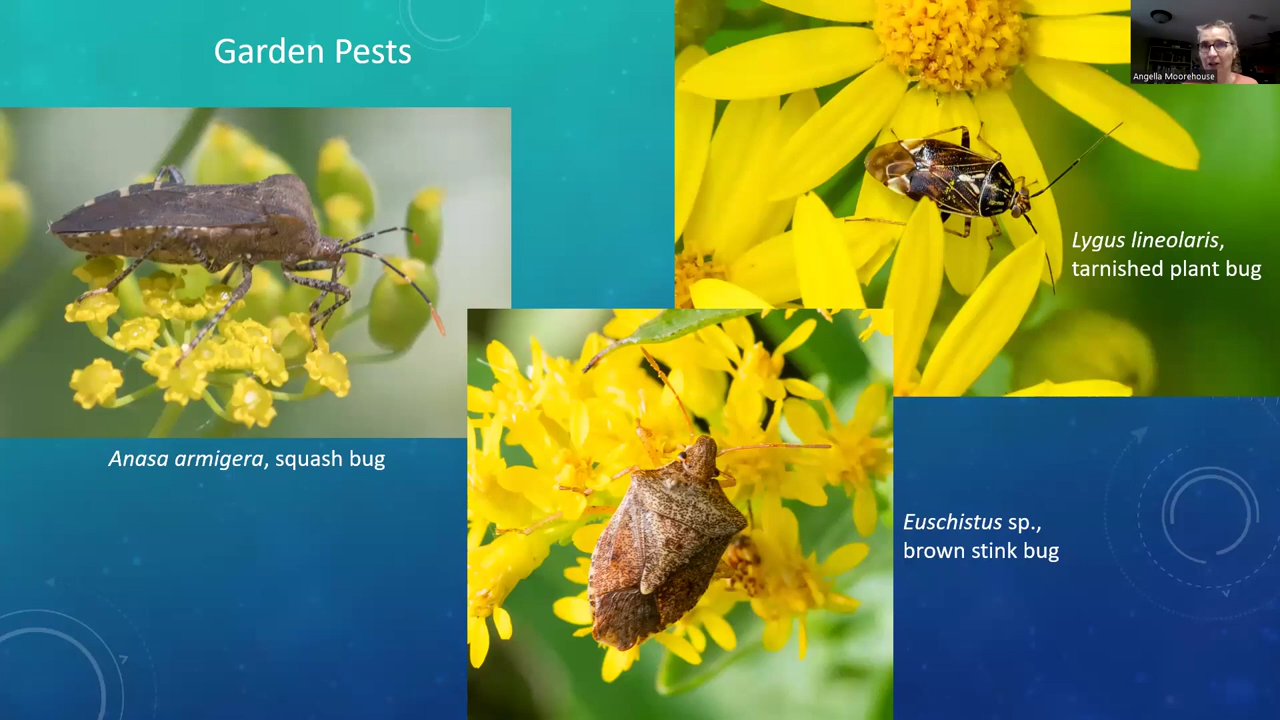 Garden Pests
Angella Moorehouse
Lygus lineolaris,
tarnished plant bug
Anasa armigera, squash bug
Euschistus sp.,
brown stink bug